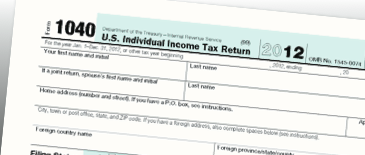 Form 1040 Department of the Treasury—Internal Revenue Service (99)
U.S. Individual Income Tax Return 2012 OMB No. 1545-0074
For the year Jan. 1–Dec. 31, 2012, or other tax year beginning , 2012, ending , 20
Your first name and initial Last name
If a joint return, spouse's first name and initial Last name
Home address (number and street). If you have a P.O. box, see instructions. Ap
City, town or post office, state, and ZIP code. If you have a foreign address, also complete spaces below (see instructions).
Foreign country name Foreign province/state/county